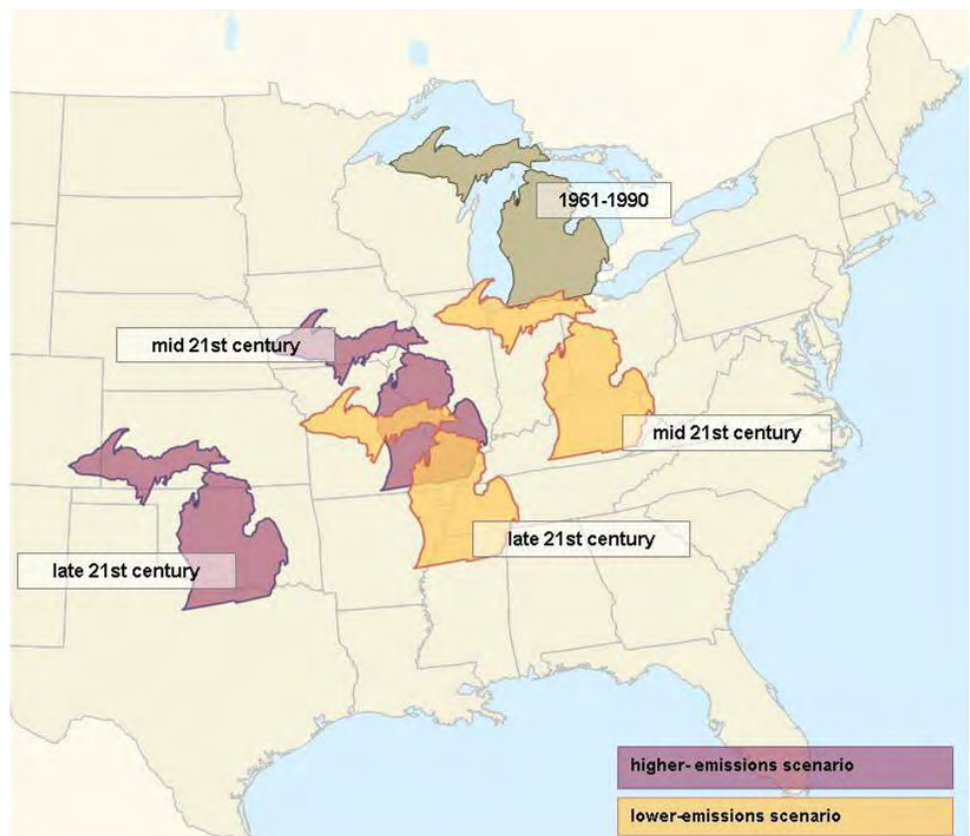 1961-1990
mid 21st century
mid 21st century
late 21st century
late 21st century
higher- emissions scenario
lower-emissions scenario